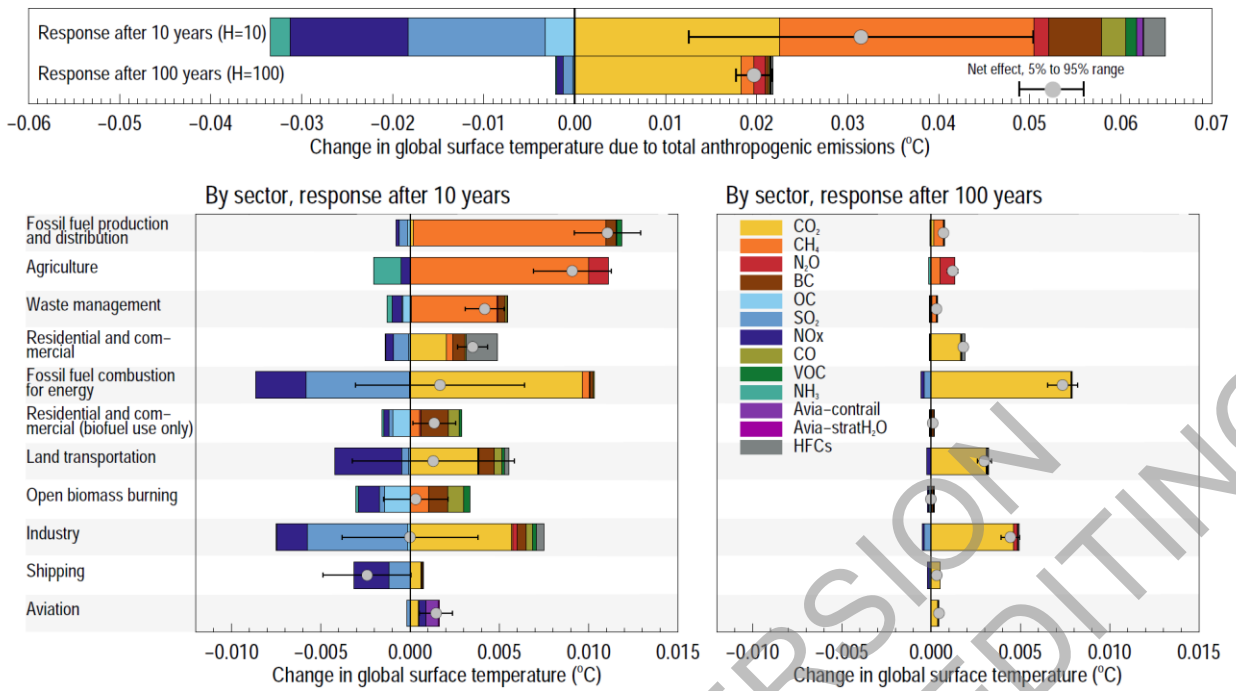 Response after 10 years (H=10)
Response after 100 years (H=100)
Net effect, 5% to 95% range
−0.06 −0.05 −0.04 −0.03 −0.02 −0.01 0.00 0.01 0.02 0.03 0.04 0.05 0.06 0.07
Change in global surface temperature due to total anthropogenic emissions (°C)
By sector, response after 10 years
Fossil fuel production
and distribution
Agriculture
Waste management
Residential and com−
mercial
Fossil fuel combustion
for energy
Residential and com−
mercial (biofuel use only)
Land transportation
Open biomass burning
Industry
Shipping
Aviation
−0.010 −0.005 0.000 0.005 0.010 0.015
Change in global surface temperature (°C)
By sector, response after 100 years
CO₂
CH₄
N₂O
BC
OC
SO₂
NOx
CO
VOC
NH₃
Avia−contrail
Avia−stratH₂O
HFCs
−0.010 −0.005 0.000 0.005 0.010 0.015
Change in global surface temperature (°C)
VERSION
EDITING